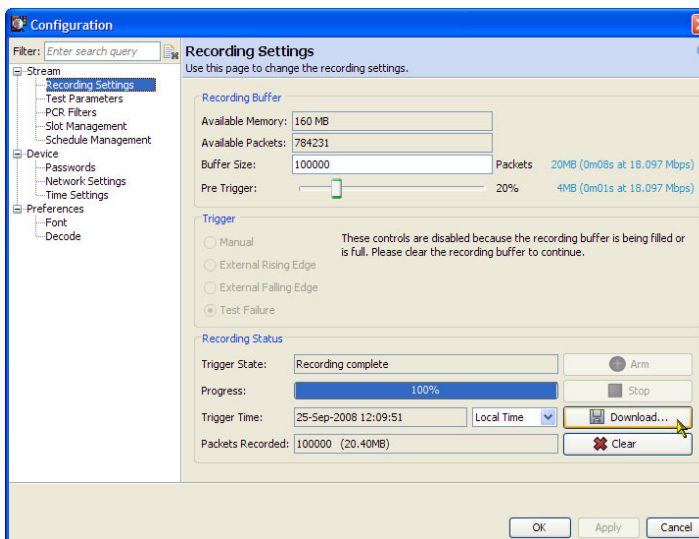 Configuration
Filter: Enter search query
Stream
Recording Settings
Test Parameters
PCR Filters
Slot Management
Schedule Management
Device
Passwords
Network Settings
Time Settings
Preferences
Font
Decode
Recording Settings
Use this page to change the recording settings.
Recording Buffer
Available Memory: 160 MB
Available Packets: 784231
Buffer Size: 100000 Packets 20MB (0m08s at 18.097 Mbps)
Pre Trigger: 20% 4MB (0m01s at 18.097 Mbps)
Trigger
Manual
External Rising Edge
External Falling Edge
Test Failure
These controls are disabled because the recording buffer is being filled or
is full. Please clear the recording buffer to continue.
Recording Status
Trigger State: Recording complete Arm
Progress: 100% Stop
Trigger Time: 25-Sep-2008 12:09:51 Local Time Download...
Packets Recorded: 100000 (20.40MB) Clear
OK Apply Cancel